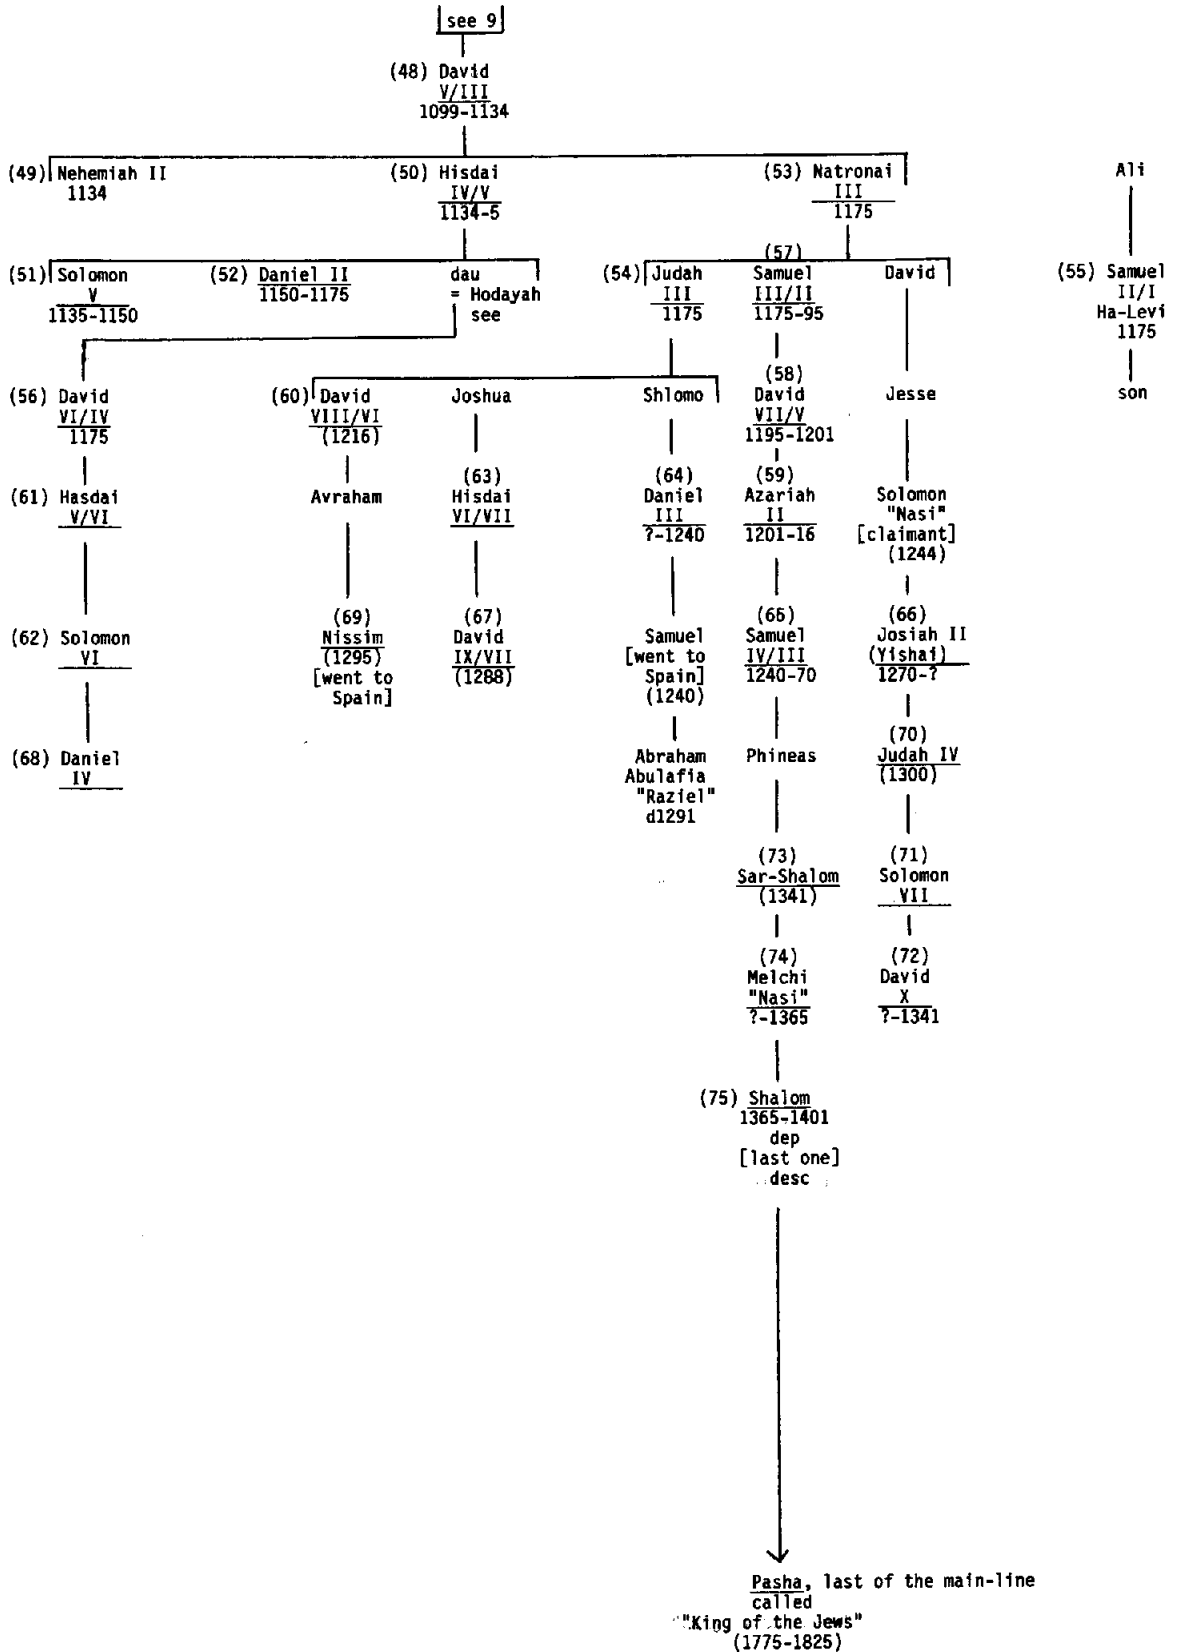 see 9
(48) David
V/III
1099-1134
(49) Nehemiah II
1134
(50) Hisdai
IV/V
1134-5
(53) Natronai
III
1175
Ali
(51) Solomon
V
1135-1150
(52) Daniel II
1150-1175
dau
= Hodayah
see
(54) Judah
III
1175
(57)
Samuel
III/II
1175-95
David
(55) Samuel
II/I
Ha-Levi
1175
son
(56) David
VI/IV
1175
(60) David
VIII/VI
(1216)
Joshua
Shlomo
(58)
David
VII/V
1195-1201
Jesse
(61) Hasdai
V/VI
Avraham
(63)
Hisdai
VI/VII
(64)
Daniel
III
?-1240
(59)
Azariah
II
1201-16
Solomon
"Nasi"
[claimant]
(1244)
(62) Solomon
VI
(69)
Nissim
(1295)
[went to
Spain]
(67)
David
IX/VII
(1288)
Samuel
[went to
Spain]
(1240)
(65)
Samuel
IV/III
1240-70
(66)
Josiah II
(Yishai)
1270-?
(68) Daniel
IV
Abraham
Abulafia
"Raziel"
d1291
Phineas
(70)
Judah IV
(1300)
(73)
Sar-Shalom
(1341)
(71)
Solomon
VII
(74)
Melchi
"Nasi"
?-1365
(72)
David
X
?-1341
(75) Shalom
1365-1401
dep
[last one]
desc
Pasha, last of the main-line
called
"King of the Jews"
(1775-1825)